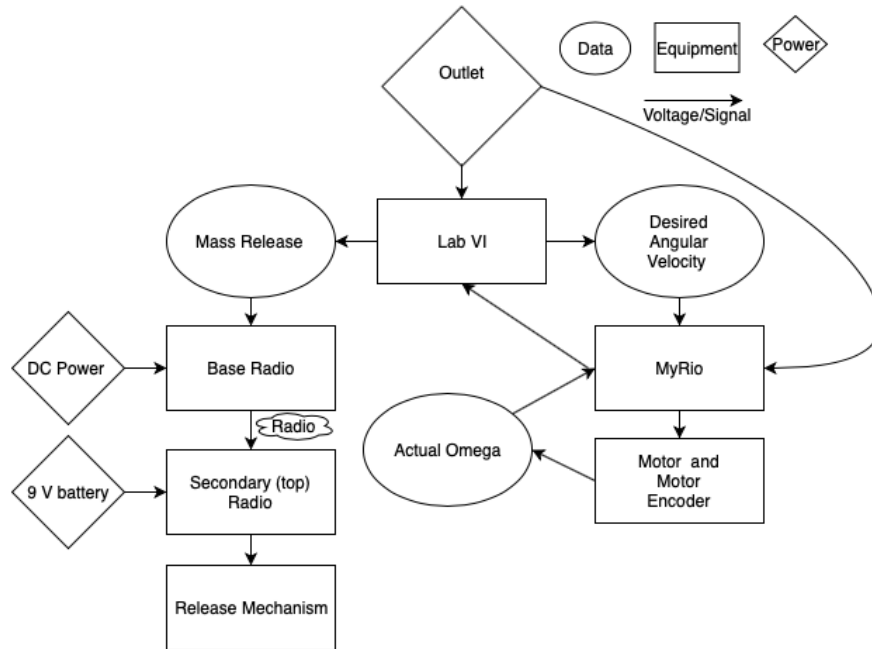 Outlet
Data
Equipment
Power
Voltage/Signal
Mass Release
Lab VI
Desired
Angular
Velocity
DC Power
Base Radio
MyRio
Radio
Actual Omega
9 V battery
Secondary (top)
Radio
Motor and
Motor
Encoder
Release Mechanism